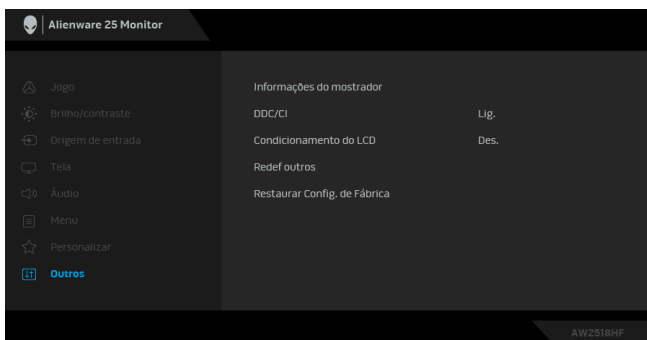 Alienware 25 Monitor
Jogo
Informações do mostrador
Brilho/contraste
DDC/CI Lig.
Origem de entrada
Condicionamento do LCD Des.
Tela
Redef outros
Áudio
Restaurar Config. de Fábrica
Menu
Personalizar
Outros
AW2518HF